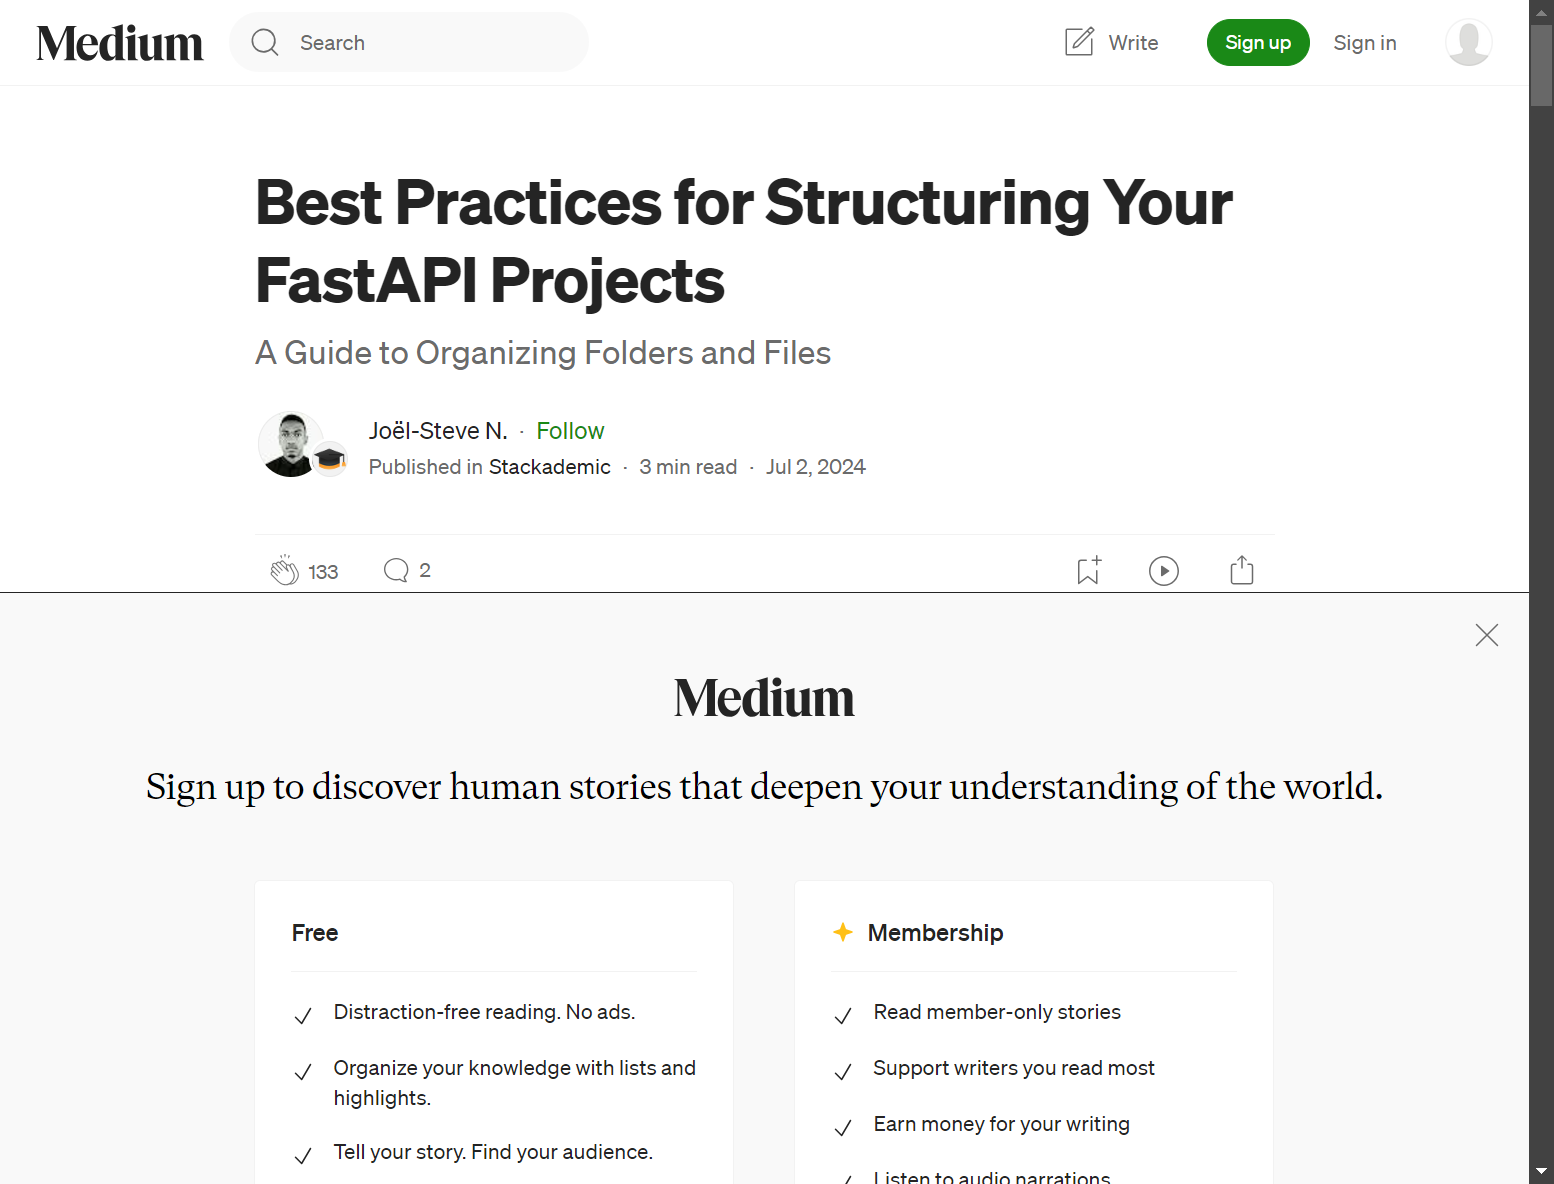 Medium
Search
Write
Sign up
Sign in
Best Practices for Structuring Your
FastAPI Projects
A Guide to Organizing Folders and Files
Joël-Steve N. · Follow
Published in Stackademic · 3 min read · Jul 2, 2024
133
2
Medium
Sign up to discover human stories that deepen your understanding of the world.
Free
Distraction-free reading. No ads.
Organize your knowledge with lists and
highlights.
Tell your story. Find your audience.
Membership
Read member-only stories
Support writers you read most
Earn money for your writing
Listen to audio narrations